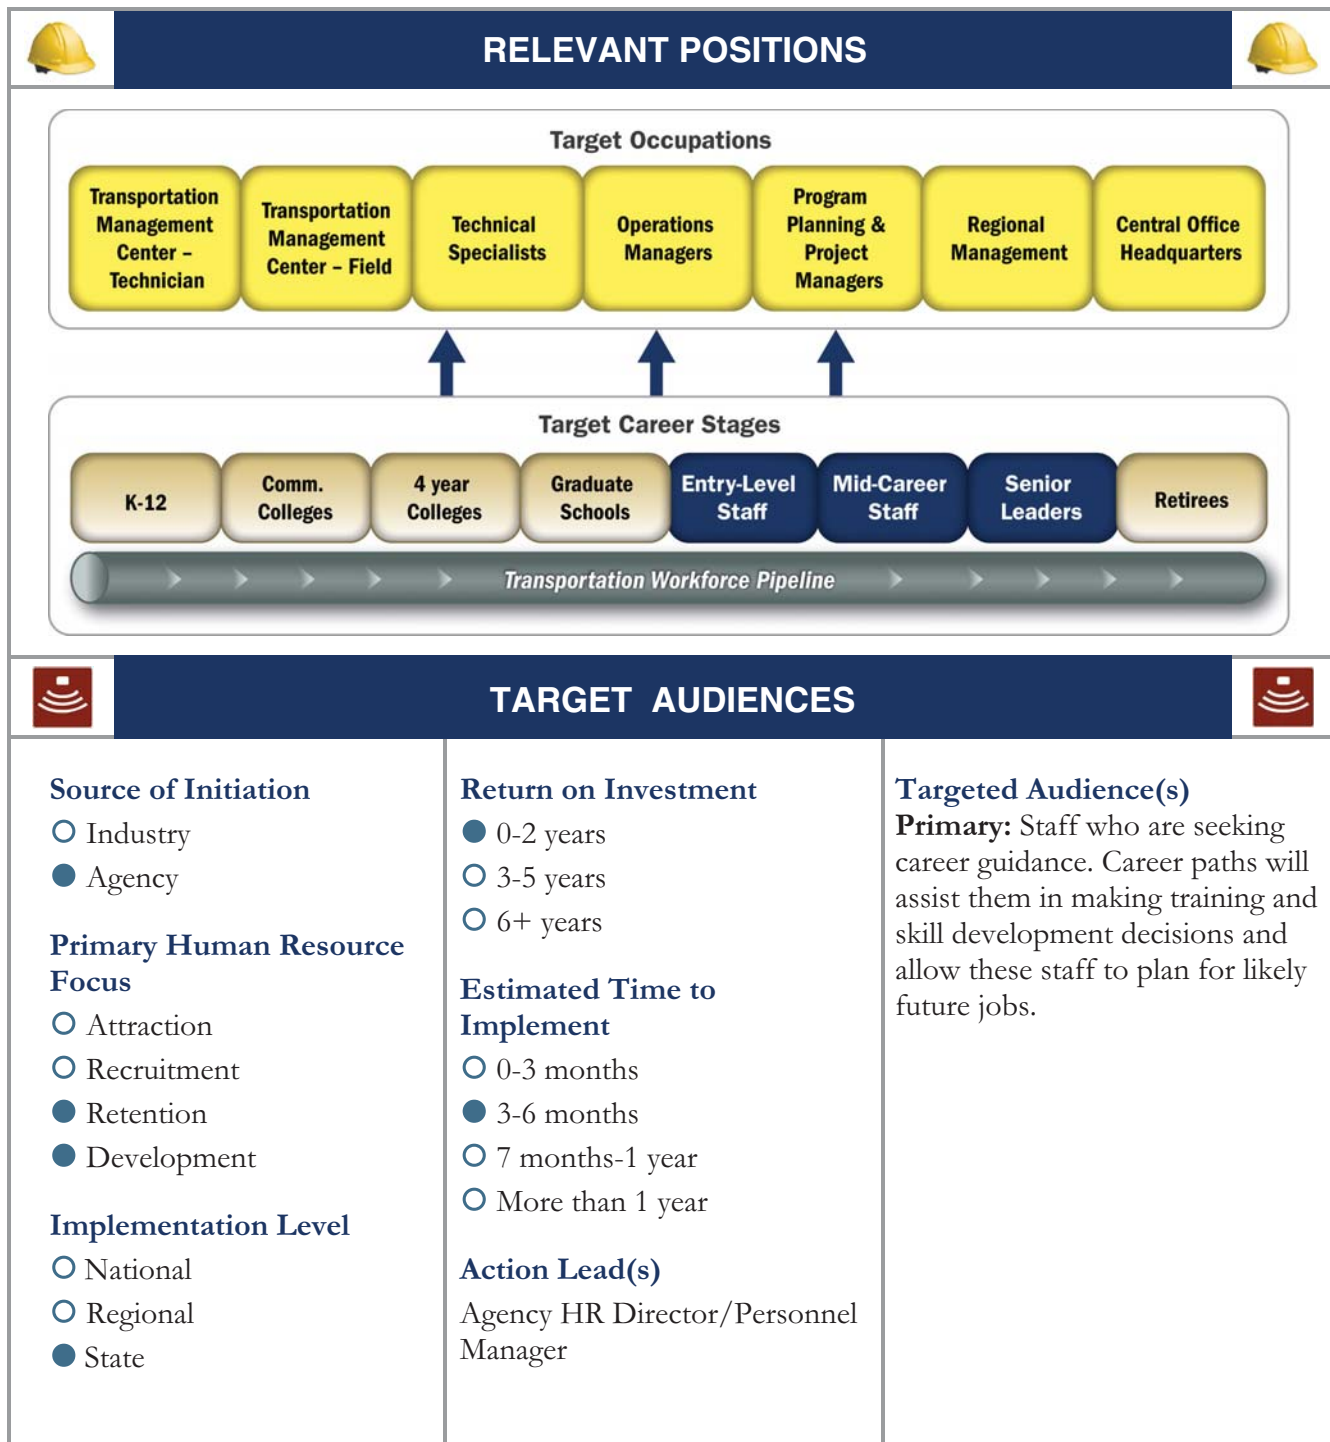 RELEVANT POSITIONS
Target Occupations
Transportation
Management
Center –
Technician
Transportation
Management
Center – Field
Technical
Specialists
Operations
Managers
Program
Planning &
Project
Managers
Regional
Management
Central Office
Headquarters
Target Career Stages
K-12
Comm.
Colleges
4 year
Colleges
Graduate
Schools
Entry-Level
Staff
Mid-Career
Staff
Senior
Leaders
Retirees
Transportation Workforce Pipeline
TARGET AUDIENCES
Source of Initiation
Industry
Agency
Primary Human Resource
Focus
Attraction
Recruitment
Retention
Development
Implementation Level
National
Regional
State
Return on Investment
0-2 years
3-5 years
6+ years
Estimated Time to
Implement
0-3 months
3-6 months
7 months-1 year
More than 1 year
Action Lead(s)
Agency HR Director/Personnel
Manager
Targeted Audience(s)
Primary: Staff who are seeking
career guidance. Career paths will
assist them in making training and
skill development decisions and
allow these staff to plan for likely
future jobs.